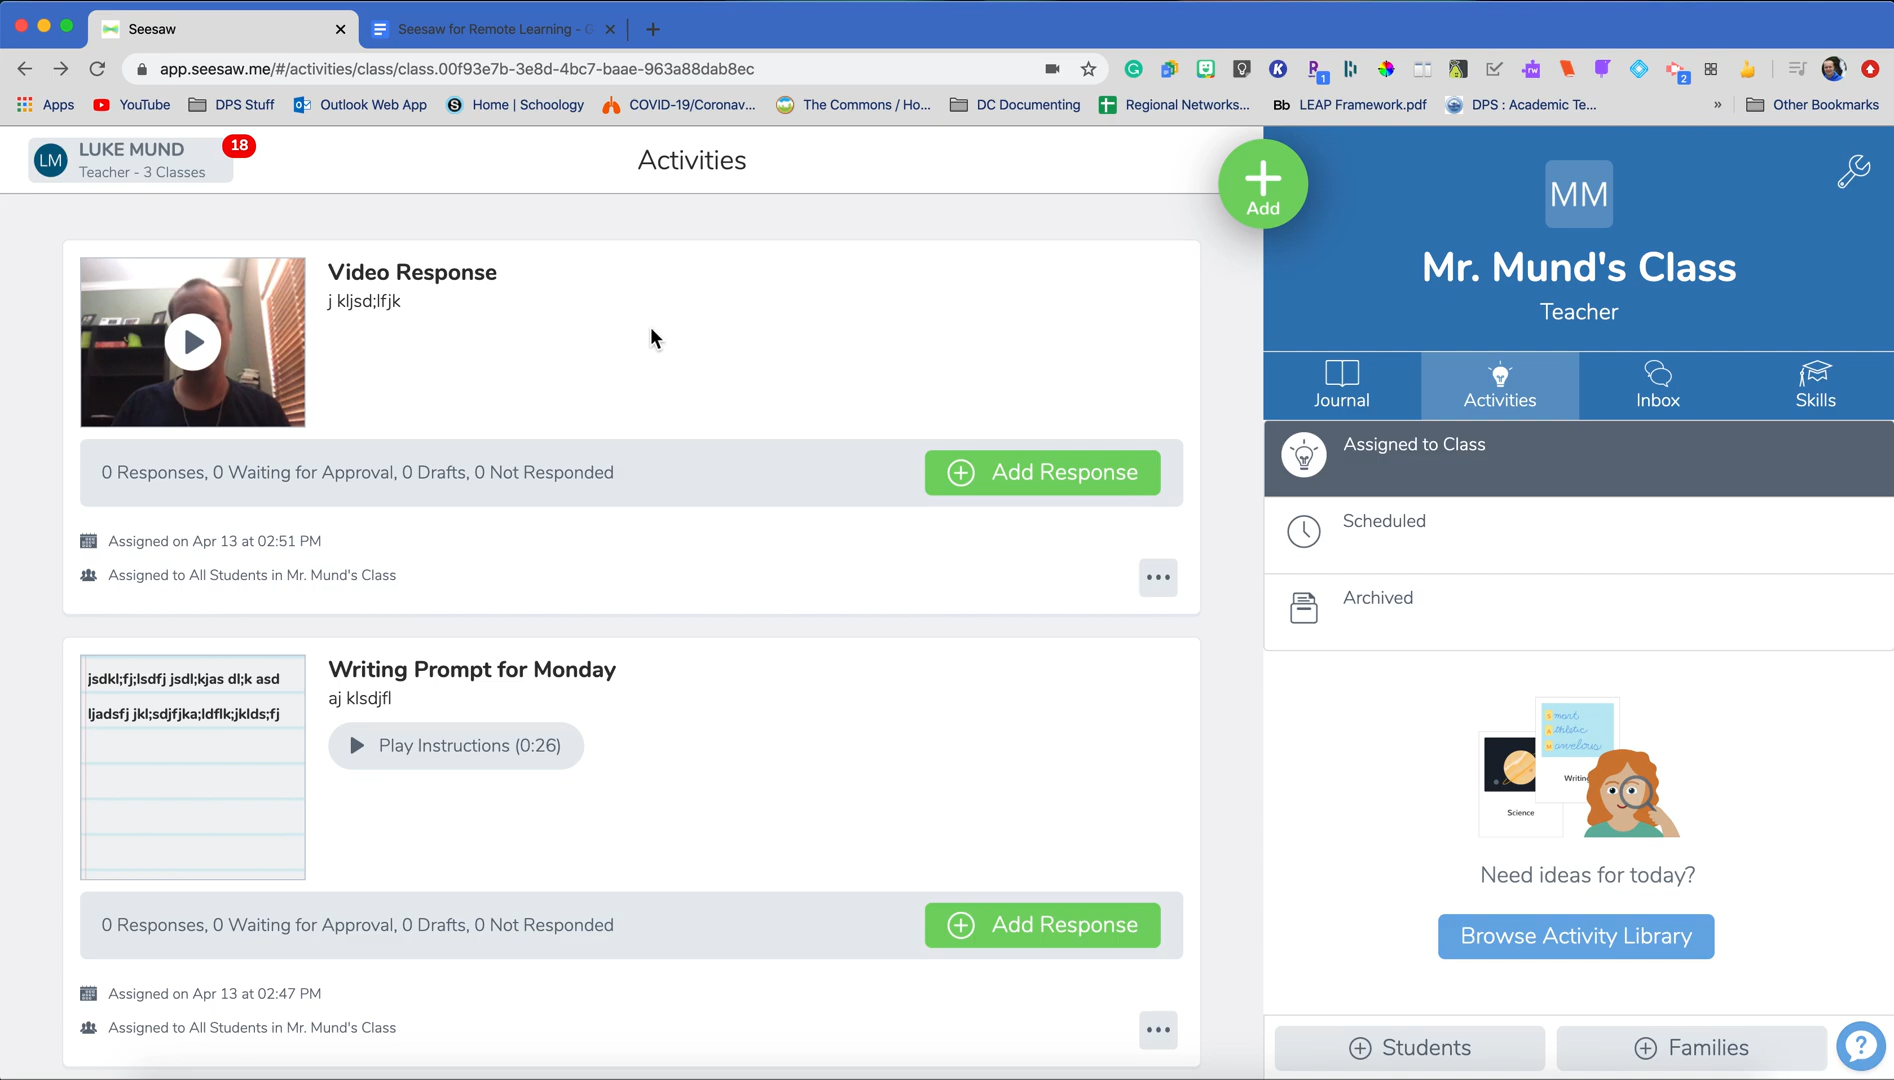 Seesaw
Seesaw for Remote Learning - G
app.seesaw.me/#/activities/class/class.00f93e7b-3e8d-4bc7-baae-963a88dab8ec
1
2
Apps
YouTube
DPS Stuff
Outlook Web App
Home | Schoology
COVID-19/Coronav...
The Commons / Ho...
DC Documenting
Regional Networks...
Bb LEAP Framework.pdf
DPS : Academic Te...
»
Other Bookmarks
LM
LUKE MUND
Teacher - 3 Classes
18
Activities
Add
MM
Mr. Mund's Class
Teacher
Journal
Activities
Inbox
Skills
Assigned to Class
Scheduled
Archived
Video Response
j kljsd;lfjk
0 Responses, 0 Waiting for Approval, 0 Drafts, 0 Not Responded
Add Response
Assigned on Apr 13 at 02:51 PM
Assigned to All Students in Mr. Mund's Class
jsdkl;fj;lsdfj jsdl;kjas dl;k asd
ljadsfj jkl;sdjfjka;ldflk;jklds;fj
Writing Prompt for Monday
aj klsdjfl
Play Instructions (0:26)
0 Responses, 0 Waiting for Approval, 0 Drafts, 0 Not Responded
Add Response
Assigned on Apr 13 at 02:47 PM
Assigned to All Students in Mr. Mund's Class
Smart
athletic
marvelous
Writing
Science
Need ideas for today?
Browse Activity Library
Students
Families
?